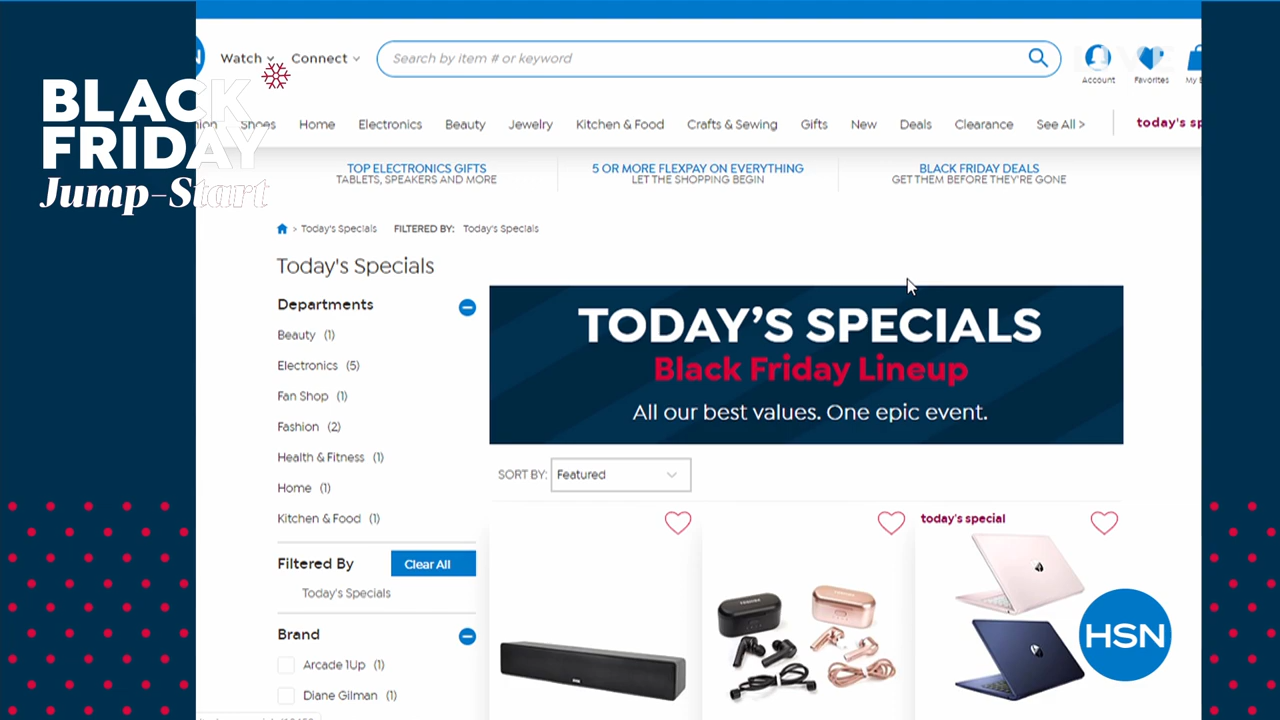 BLACK
FRIDAY
Jump-Start
Watch
Connect
Search by item # or keyword
Account
Favorites
Shoes
Home
Electronics
Beauty
Jewelry
Kitchen & Food
Crafts & Sewing
Gifts
New
Deals
Clearance
See All >
today's sp
TOP ELECTRONICS GIFTS
TABLETS, SPEAKERS AND MORE
5 OR MORE FLEXPAY ON EVERYTHING
LET THE SHOPPING BEGIN
BLACK FRIDAY DEALS
GET THEM BEFORE THEY'RE GONE
> Today's Specials FILTERED BY: Today's Specials
Today's Specials
Departments
Beauty (1)
Electronics (5)
Fan Shop (1)
Fashion (2)
Health & Fitness (1)
Home (1)
Kitchen & Food (1)
Filtered By
Clear All
Today's Specials
Brand
Arcade 1Up (1)
Diane Gilman (1)
TODAY'S SPECIALS
Black Friday Lineup
All our best values. One epic event.
SORT BY: Featured
today's special
HSN